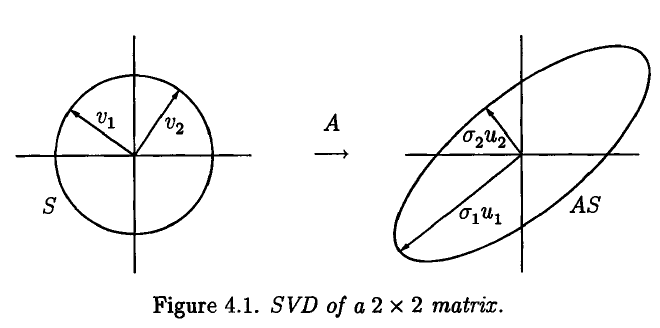 v₁
v₂
S
A
→
σ₂u₂
σ₁u₁
AS
Figure 4.1. SVD of a 2 × 2 matrix.